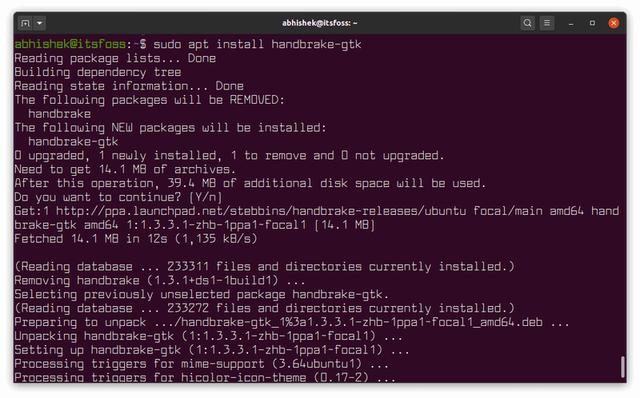 abhishek@itsfoss: ~
abhishek@itsfoss:~$ sudo apt install handbrake-gtk
Reading package lists... Done
Building dependency tree
Reading state information... Done
The following packages will be REMOVED:
  handbrake
The following NEW packages will be installed:
  handbrake-gtk
0 upgraded, 1 newly installed, 1 to remove and 0 not upgraded.
Need to get 14.1 MB of archives.
After this operation, 39.4 MB of additional disk space will be used.
Do you want to continue? [Y/n]
Get:1 http://ppa.launchpad.net/stebbins/handbrake-releases/ubuntu focal/main amd64 hand
brake-gtk amd64 1:1.3.3.1-zhb-1ppa1~focal1 [14.1 MB]
Fetched 14.1 MB in 12s (1,135 kB/s)
(Reading database ... 233311 files and directories currently installed.)
Removing handbrake (1.3.1+ds1-1build1) ...
Selecting previously unselected package handbrake-gtk.
(Reading database ... 233272 files and directories currently installed.)
Preparing to unpack .../handbrake-gtk_1%3a1.3.3.1-zhb-1ppa1~focal1_amd64.deb ...
Unpacking handbrake-gtk (1:1.3.3.1-zhb-1ppa1~focal1) ...
Setting up handbrake-gtk (1:1.3.3.1-zhb-1ppa1~focal1) ...
Processing triggers for mime-support (3.64ubuntu1) ...
Processing triggers for hicolor-icon-theme (0.17-2) ...